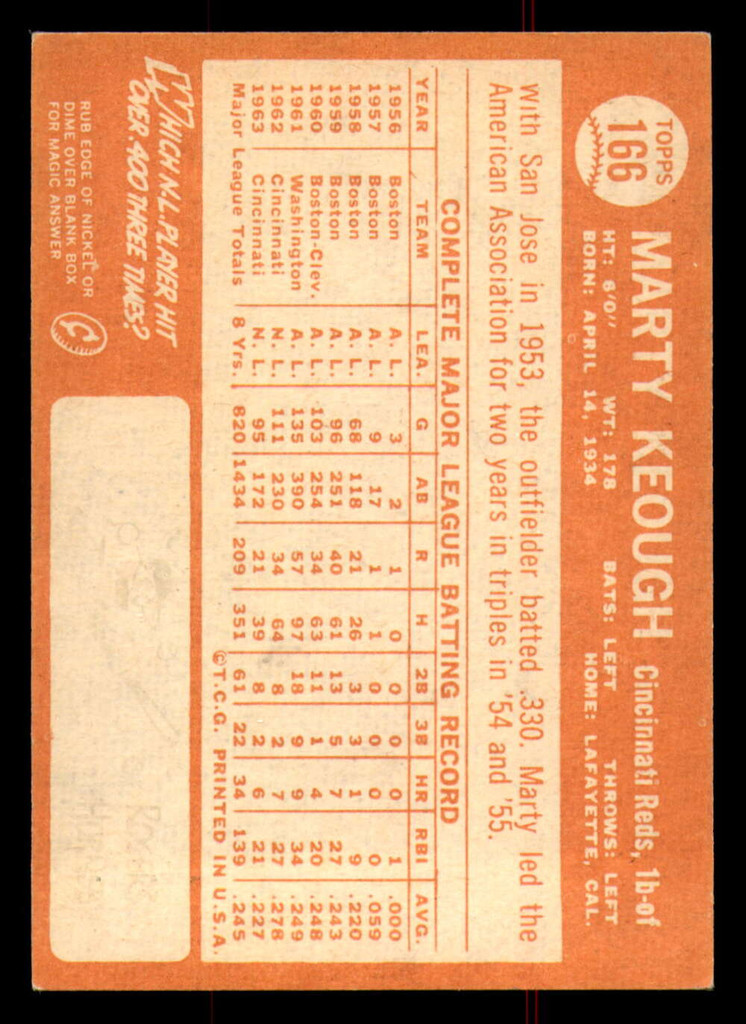 TOPPS
166
MARTY KEOUGH Cincinnati Reds, 1b-of
HT: 6'0" WT: 178 BATS: LEFT THROWS: LEFT
BORN: APRIL 14, 1934 HOME: LAFAYETTE, CAL.
With San Jose in 1953, the outfielder batted .330. Marty led the
American Association for two years in triples in '54 and '55.
COMPLETE MAJOR LEAGUE BATTING RECORD
YEAR TEAM LEA. G AB R H 2B 3B HR RBI AVG.
1956 Boston A. L. 3 2 1 0 0 0 0 1 .000
1957 Boston A. L. 9 17 1 1 0 0 0 0 .059
1958 Boston A. L. 68 118 21 26 3 3 1 9 .220
1959 Boston A. L. 96 251 40 61 13 5 7 27 .243
1960 Boston-Clev. A. L. 103 254 34 63 11 1 4 20 .248
1961 Washington A. L. 135 390 57 97 18 9 9 34 .249
1962 Cincinnati N. L. 111 230 34 64 8 2 7 27 .278
1963 Cincinnati N. L. 95 172 21 39 8 2 6 21 .227
Major League Totals 8 Yrs. 820 1434 209 351 61 22 34 139 .245
©T.C.G. PRINTED IN U.S.A.
WHICH N.L. PLAYER HIT
OVER .400 THREE TIMES?
RUB EDGE OF NICKEL OR
DIME OVER BLANK BOX
FOR MAGIC ANSWER